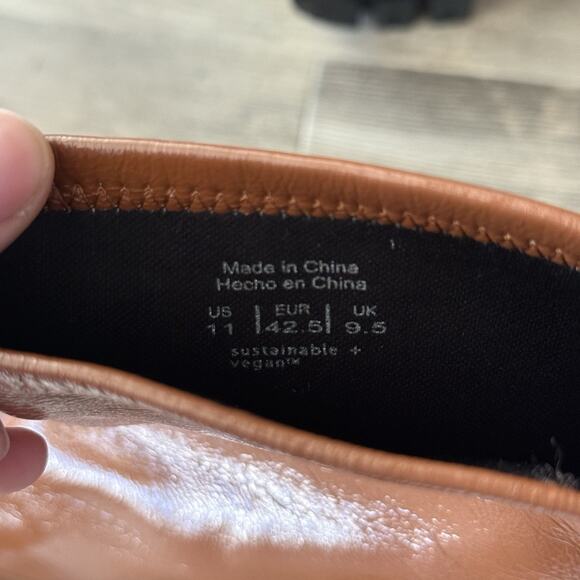 Made in China
Hecho en China
US | EUR | UK
11 | 42.5 | 9.5
sustainable +
vegan™